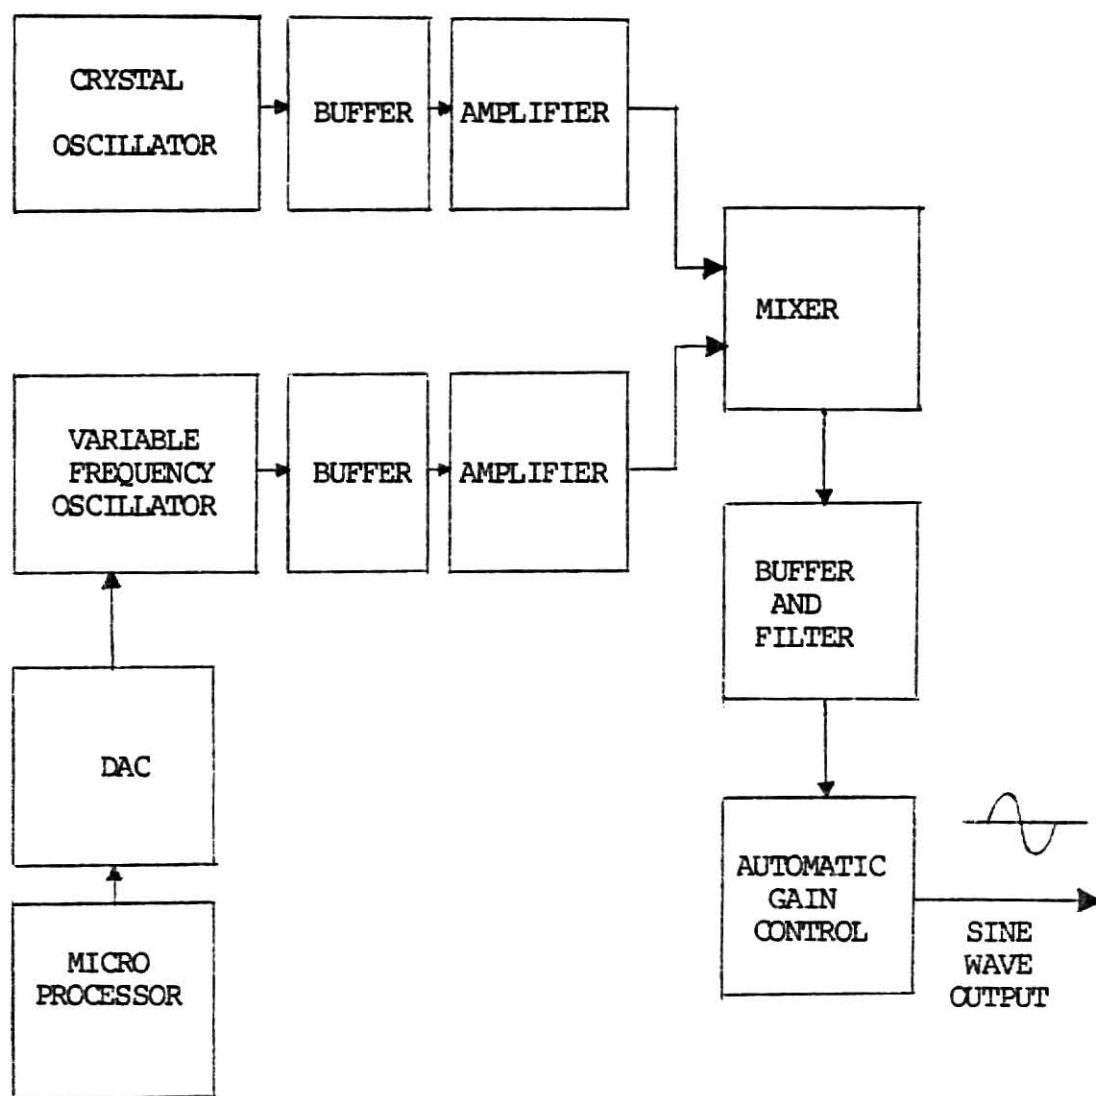 CRYSTAL
OSCILLATOR
BUFFER
AMPLIFIER
MIXER
VARIABLE
FREQUENCY
OSCILLATOR
BUFFER
AMPLIFIER
BUFFER
AND
FILTER
DAC
AUTOMATIC
GAIN
CONTROL
SINE
WAVE
OUTPUT
MICRO
PROCESSOR